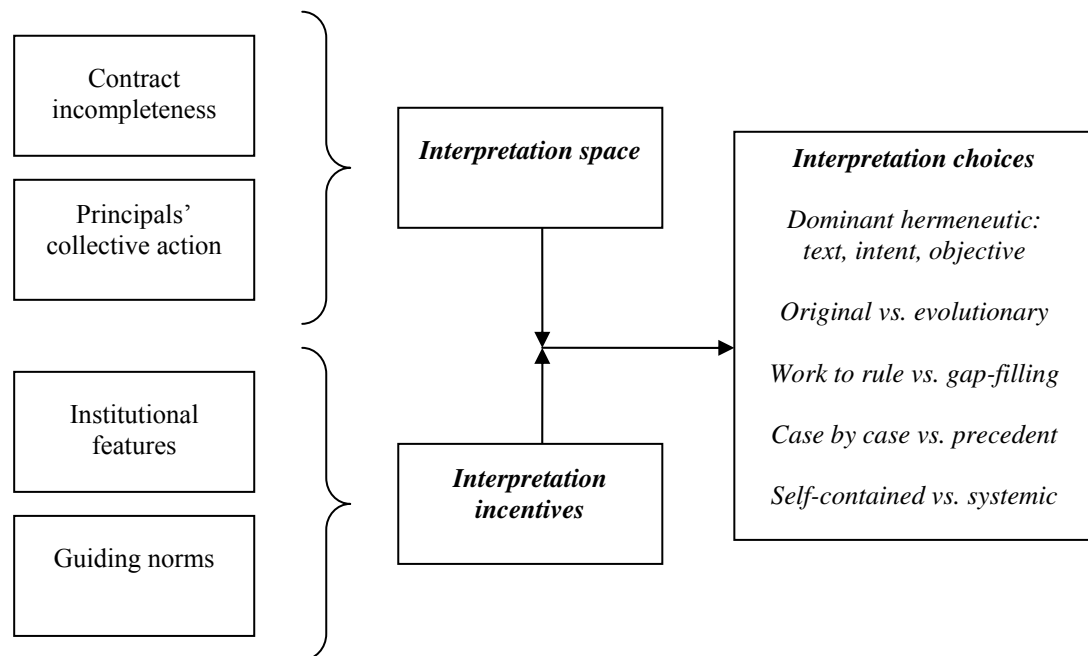 Contract
incompleteness
Principals’
collective action
Institutional
features
Guiding norms
Interpretation space
Interpretation
incentives
Interpretation choices
Dominant hermeneutic:
text, intent, objective
Original vs. evolutionary
Work to rule vs. gap-filling
Case by case vs. precedent
Self-contained vs. systemic